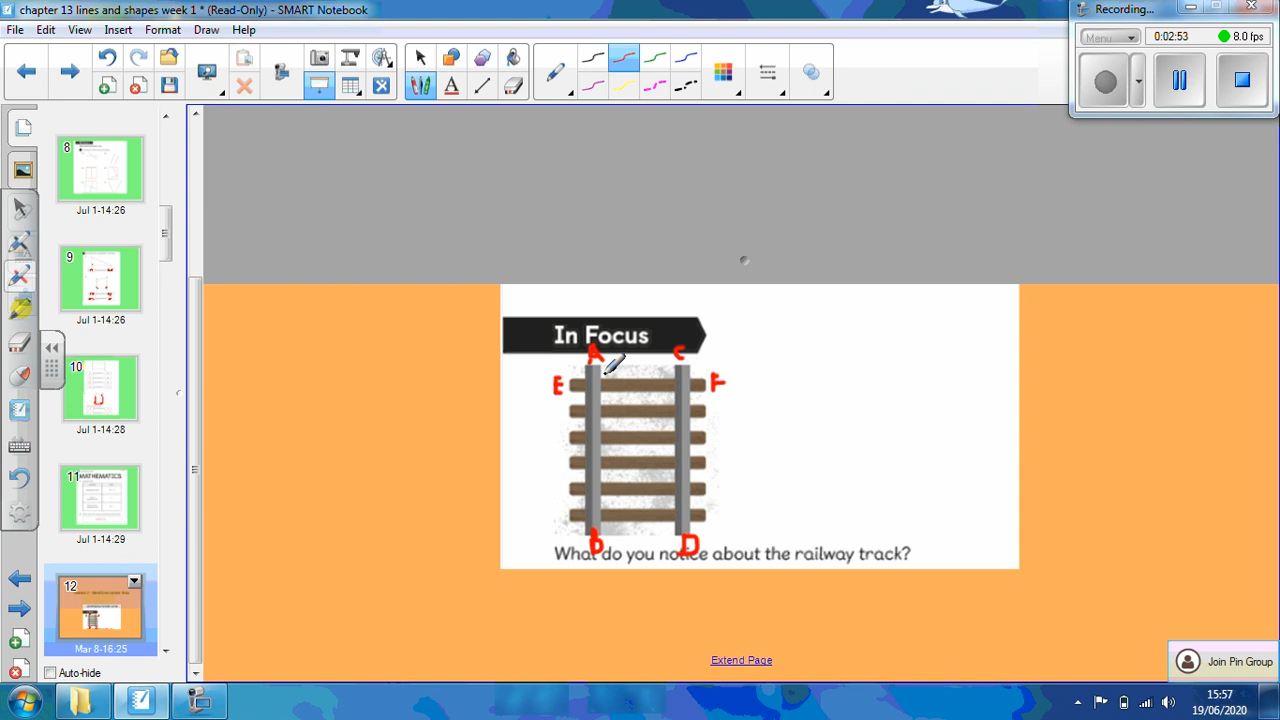 chapter 13 lines and shapes week 1 * (Read-Only) - SMART Notebook
Recording...
File Edit View Insert Format Draw Help
Menu
0:02:53
8.0 fps
8
Jul 1-14:26
9
Jul 1-14:26
10
Jul 1-14:28
11
MATHEMATICS
Jul 1-14:29
12
Mar 8-16:25
Auto-hide
In Focus
A C
E F
B D
What do you notice about the railway track?
Extend Page
Join Pin Group
15:57
19/06/2020